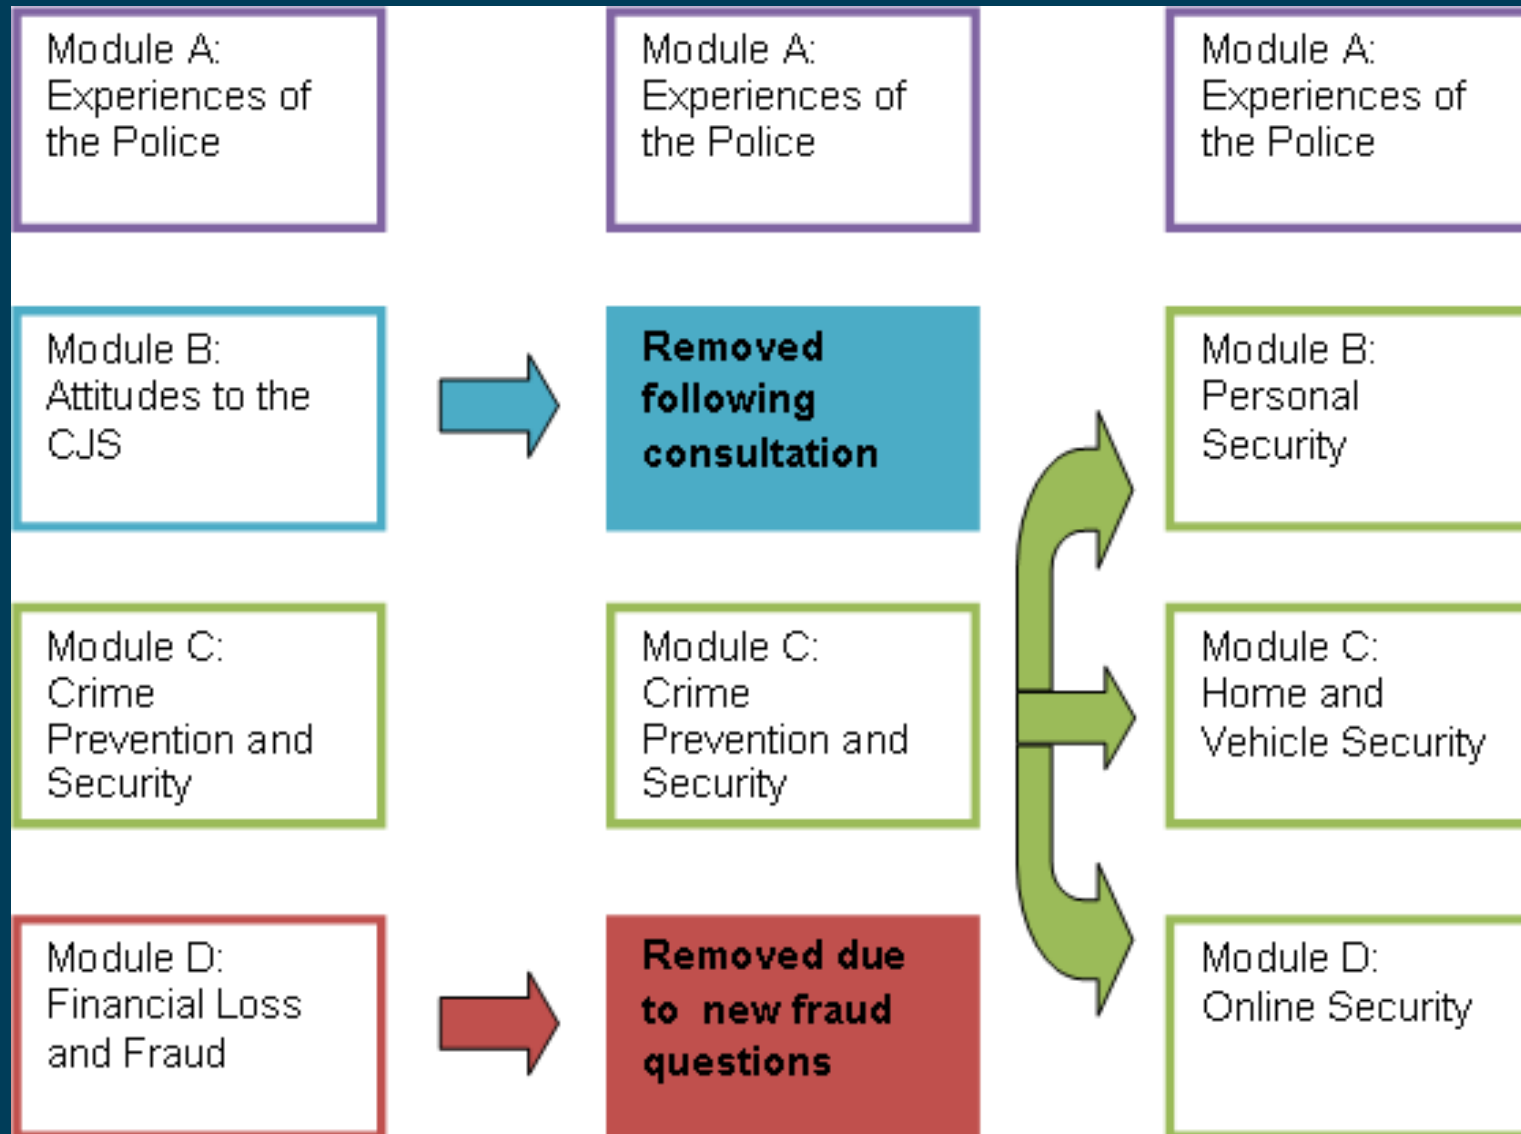 Module A:
Experiences of
the Police
Module A:
Experiences of
the Police
Module A:
Experiences of
the Police
Module B:
Attitudes to the
CJS
Removed
following
consultation
Module B:
Personal
Security
Module C:
Crime
Prevention and
Security
Module C:
Crime
Prevention and
Security
Module C:
Home and
Vehicle Security
Module D:
Financial Loss
and Fraud
Removed due
to  new fraud
questions
Module D:
Online Security